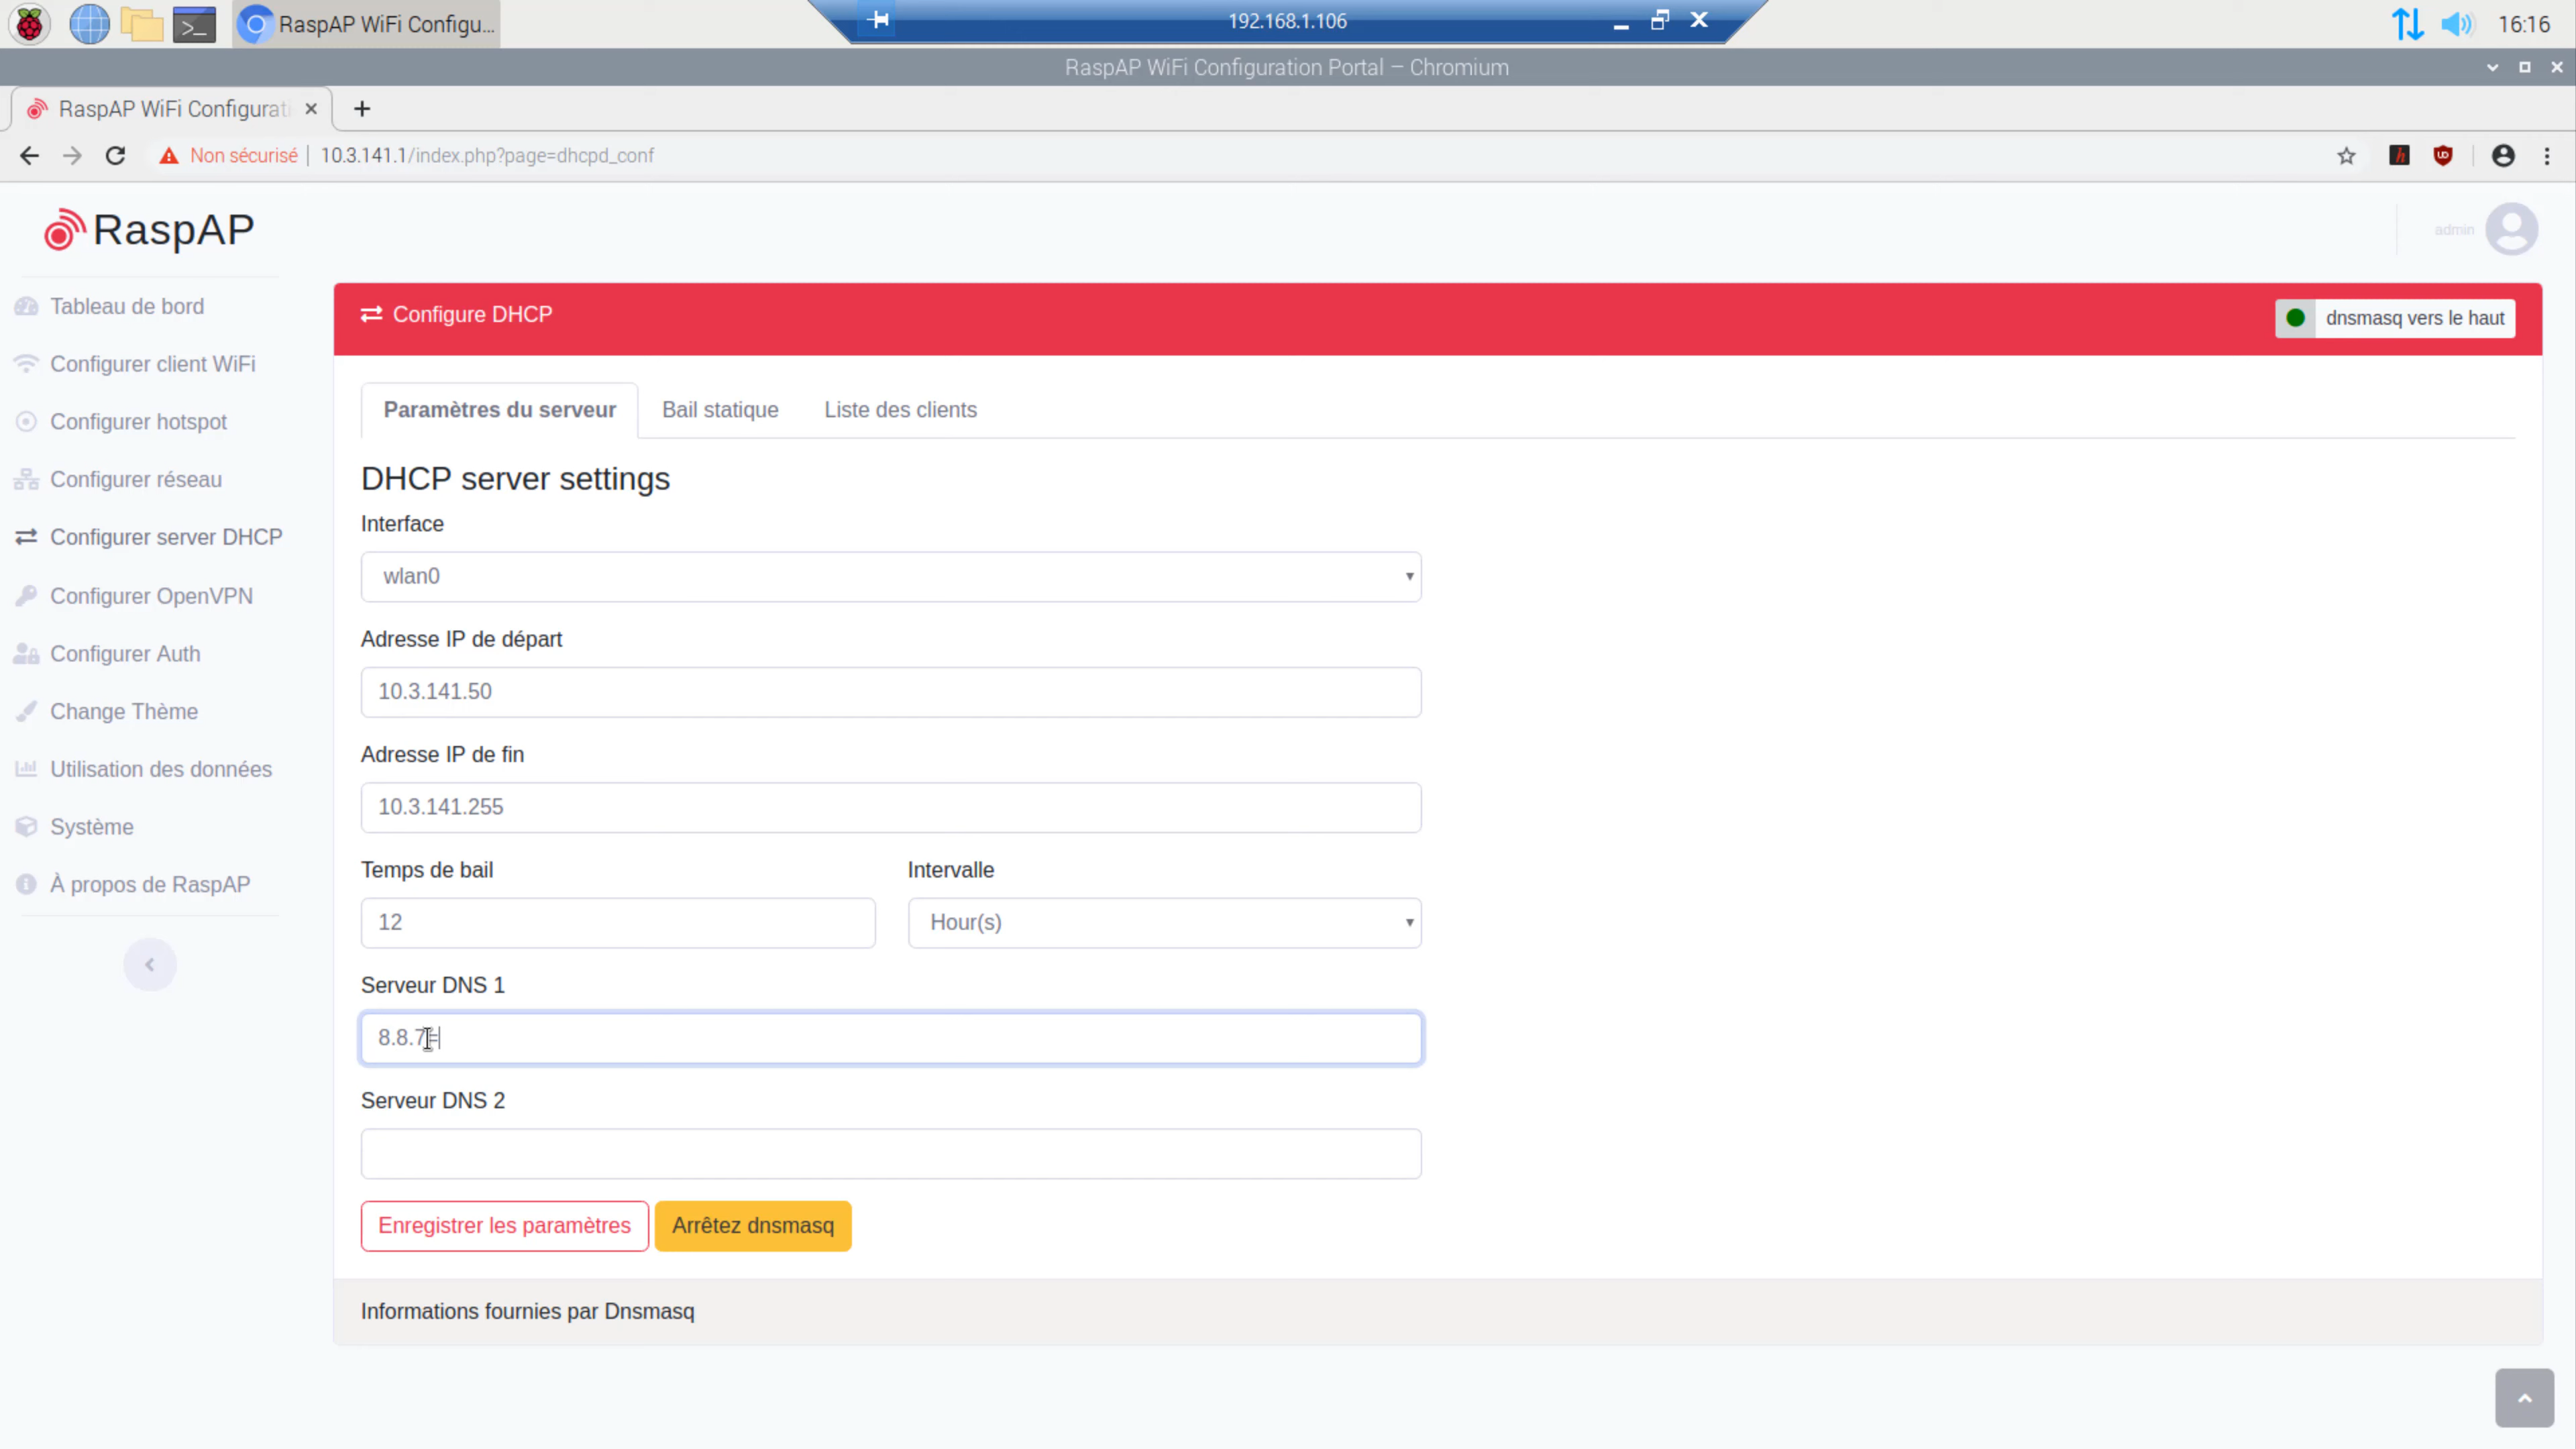 RaspAP WiFi Configu...
192.168.1.106
16:16
RaspAP WiFi Configuration Portal – Chromium
RaspAP WiFi Configurati
Non sécurisé
10.3.141.1/index.php?page=dhcpd_conf
RaspAP
admin
Tableau de bord
Configurer client WiFi
Configurer hotspot
Configurer réseau
Configurer server DHCP
Configurer OpenVPN
Configurer Auth
Change Thème
Utilisation des données
Système
À propos de RaspAP
Configure DHCP
dnsmasq vers le haut
Paramètres du serveur
Bail statique
Liste des clients
DHCP server settings
Interface
wlan0
Adresse IP de départ
10.3.141.50
Adresse IP de fin
10.3.141.255
Temps de bail
Intervalle
12
Hour(s)
Serveur DNS 1
Serveur DNS 2
Enregistrer les paramètres
Arrêtez dnsmasq
Informations fournies par Dnsmasq